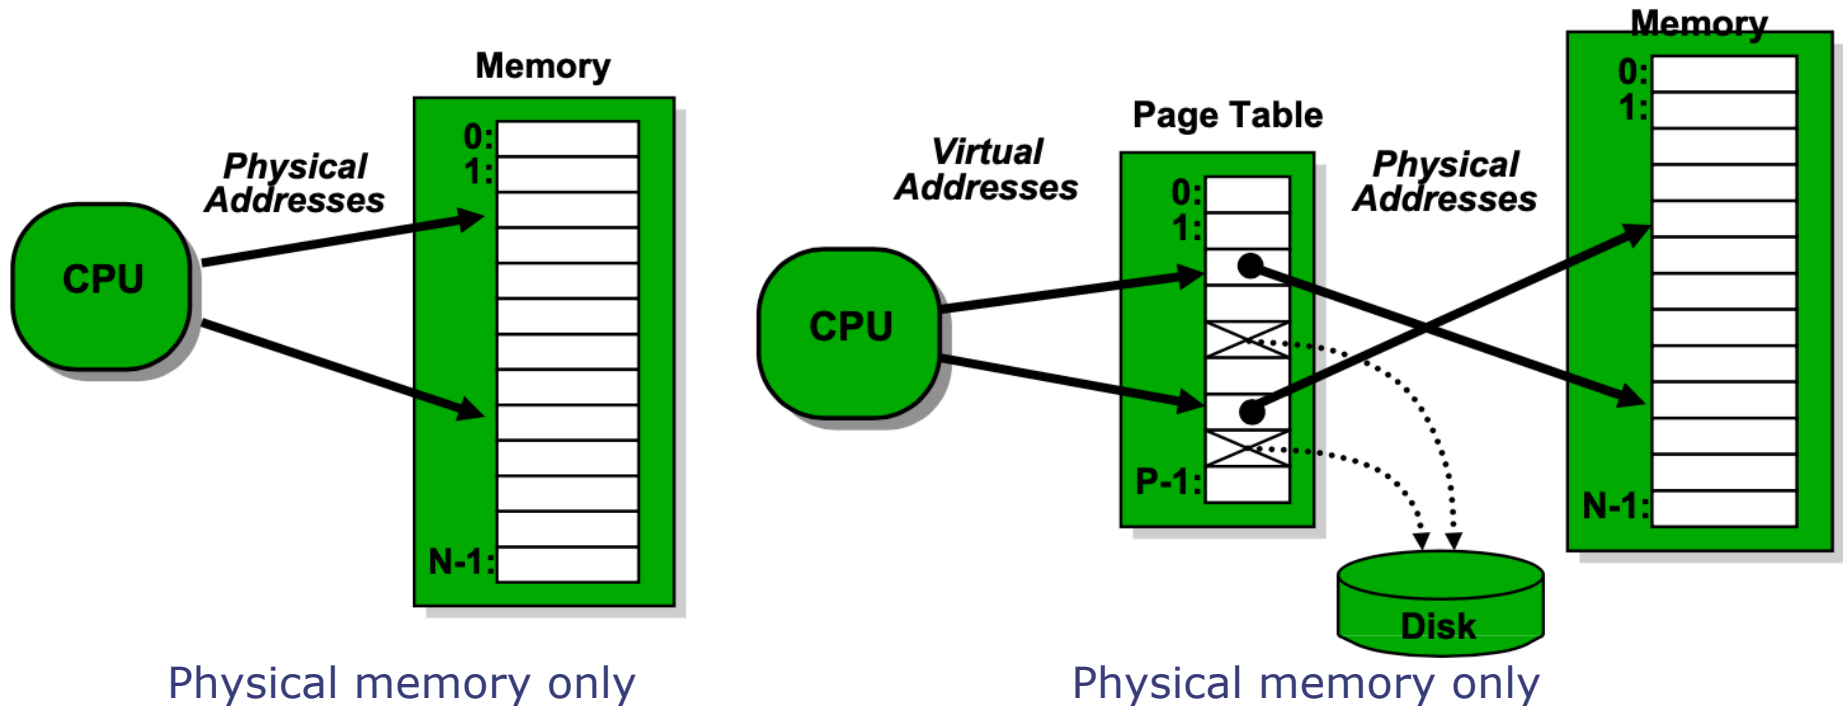 Memory
0:
1:
Physical
Addresses
CPU
N-1:
Physical memory only
Memory
0:
1:
Page Table
Virtual
Addresses
0:
1:
Physical
Addresses
CPU
P-1:
N-1:
Disk
Physical memory only